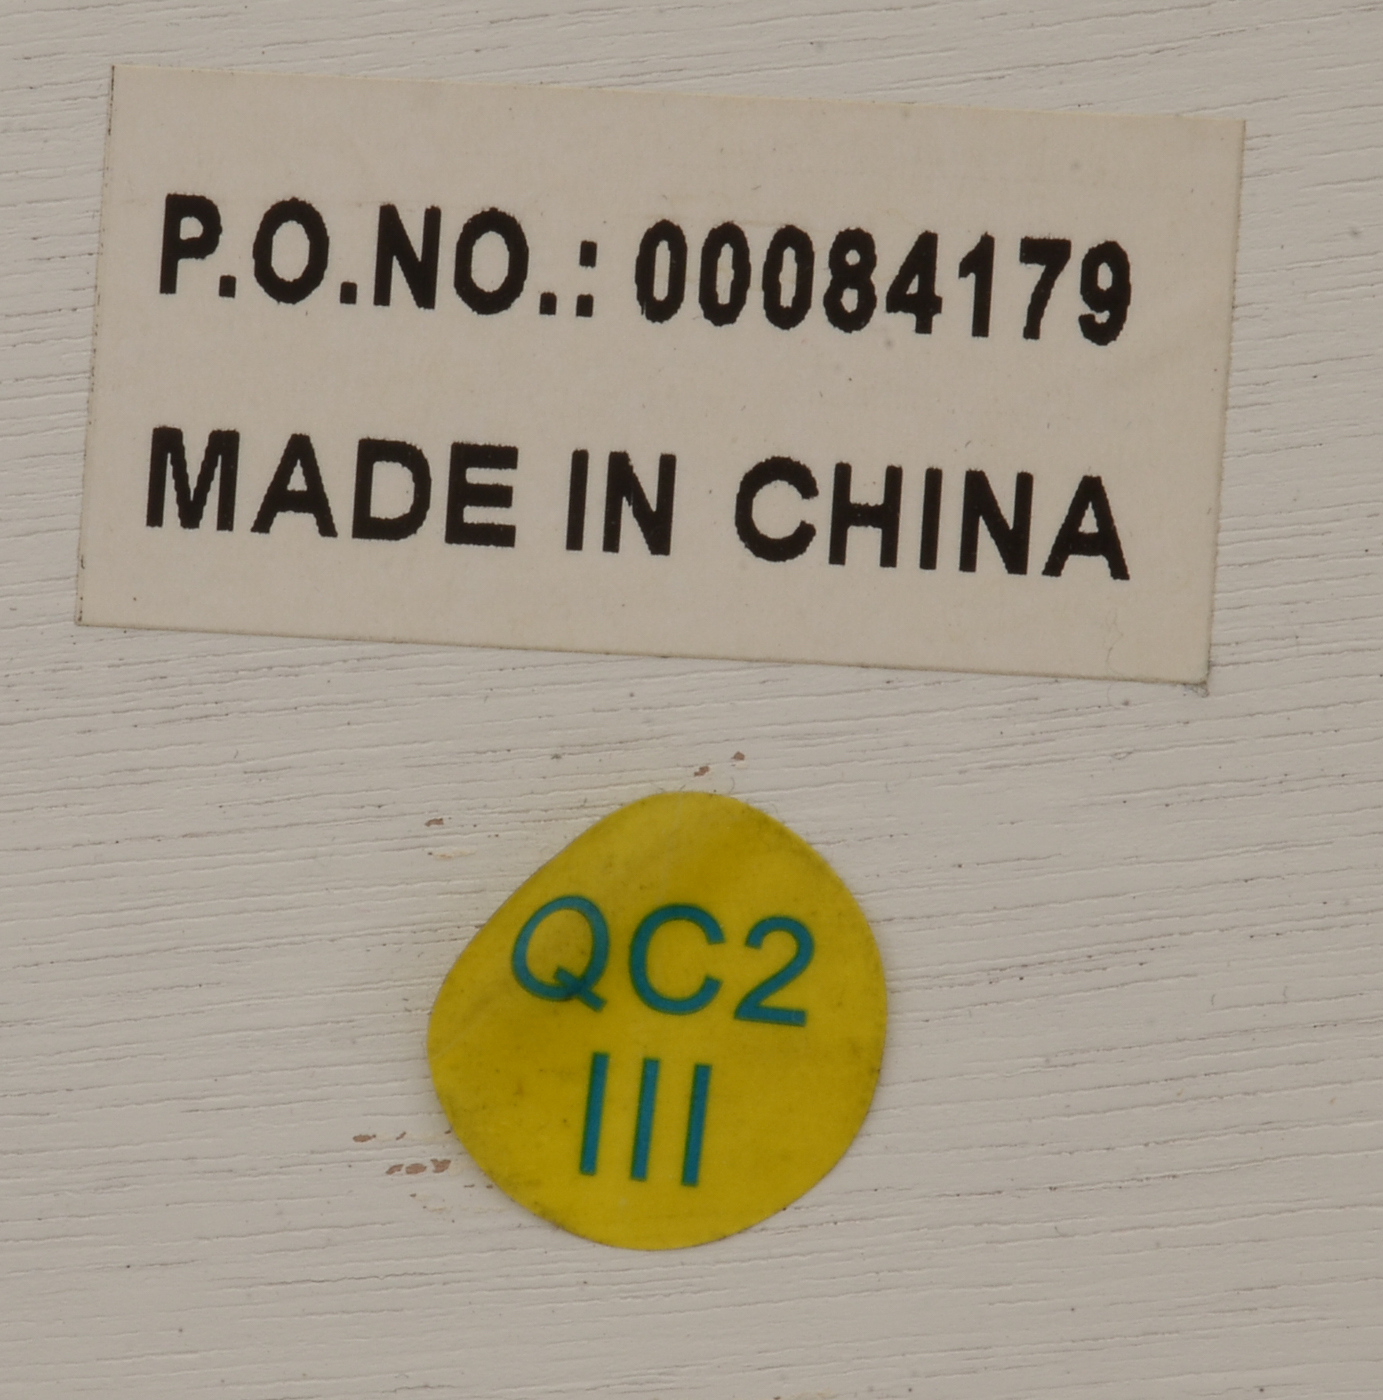 P.O.NO.: 00084179
MADE IN CHINA
QC2
III